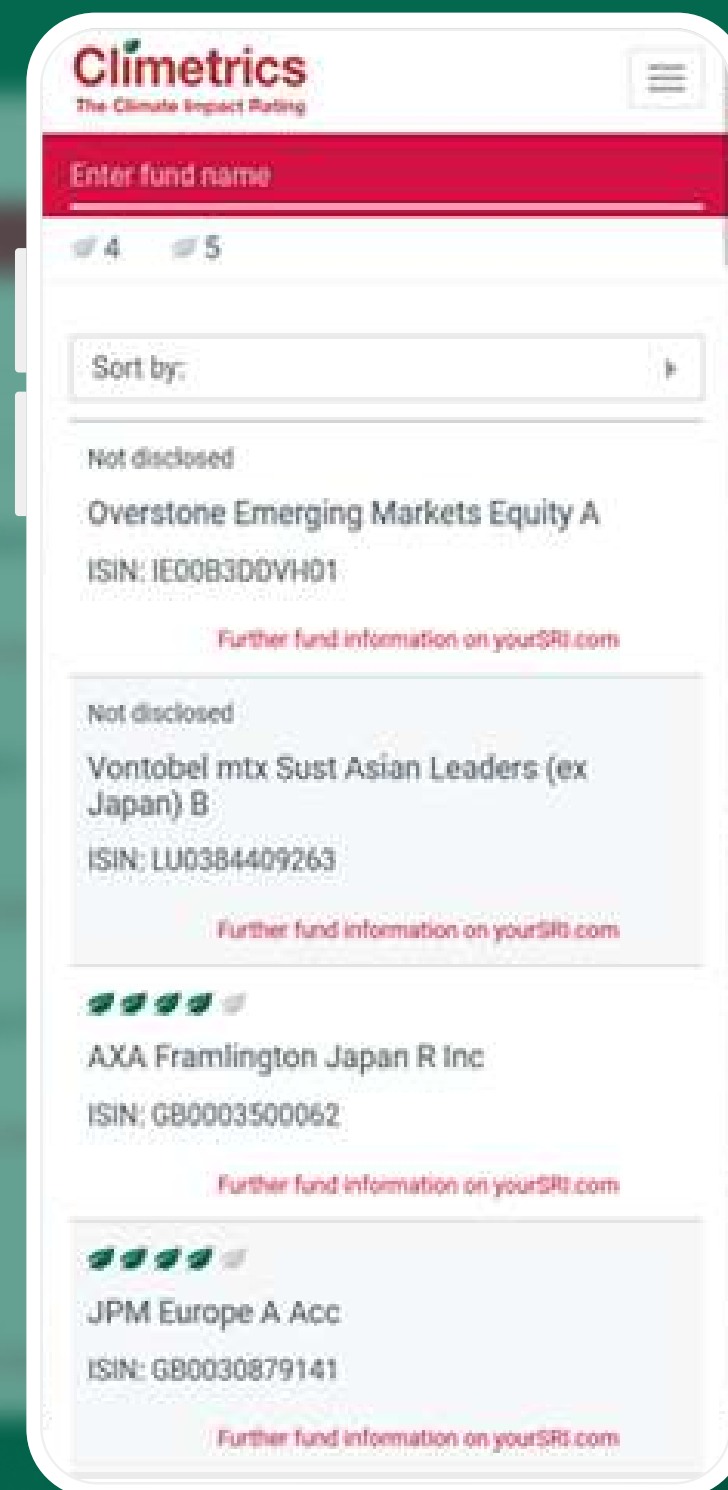 Climetrics
The Climate Impact Rating
Enter fund name
4 5
Sort by:
Not disclosed
Overstone Emerging Markets Equity A
ISIN: IE00B3DDVH01
Further fund information on yourSRI.com
Not disclosed
Vontobel mtx Sust Asian Leaders (ex
Japan) B
ISIN: LU0384409263
Further fund information on yourSRI.com
AXA Framlington Japan R Inc
ISIN: GB0003500062
Further fund information on yourSRI.com
JPM Europe A Acc
ISIN: GB0030879141
Further fund information on yourSRI.com